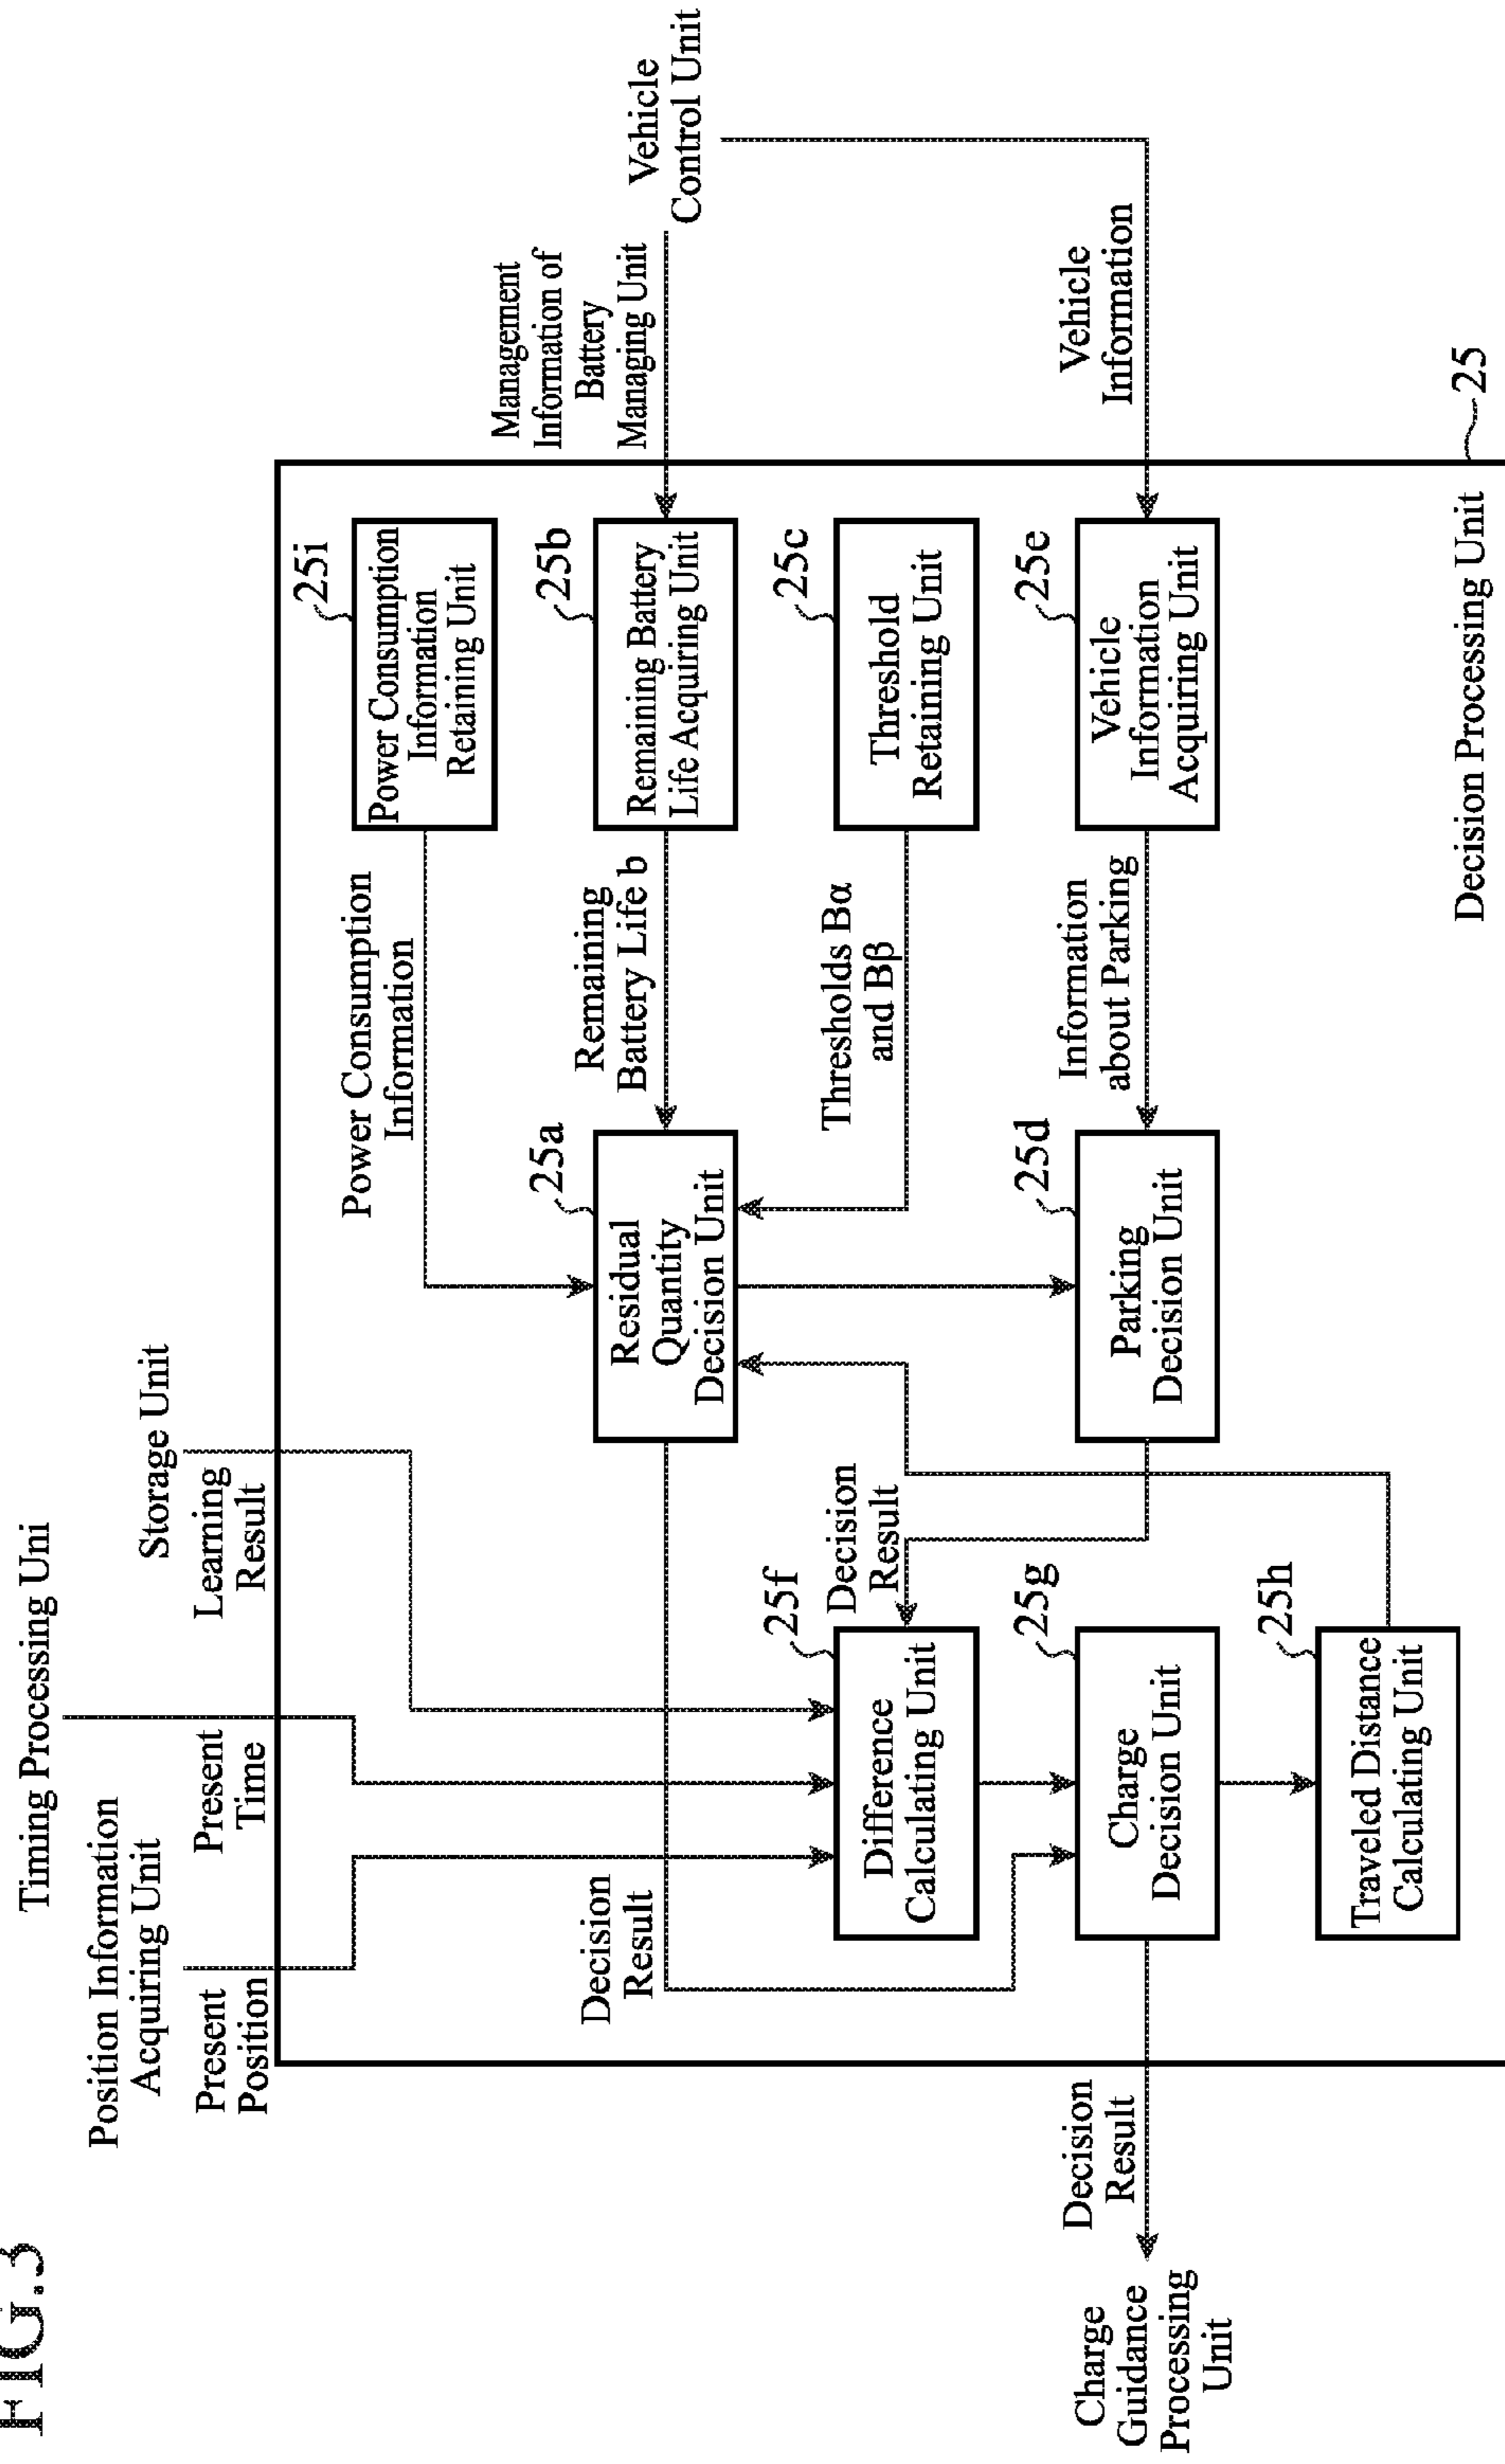 FIG.3
Timing Processing Uni
Position Information
Acquiring Unit
Storage Unit
Present
Position
Present
Time
Learning
Result
Power Consumption
Information
25i
Power Consumption
Information
Retaining Unit
Management
Information of
Battery
Managing Unit
Vehicle
Control Unit
Decision
Result
25a
Residual
Quantity
Decision Unit
Remaining
Battery Life b
25b
Remaining Battery
Life Acquiring Unit
25f
Difference
Calculating Unit
Decision
Result
Thresholds Bα
and Bβ
25c
Threshold
Retaining Unit
Charge
Guidance
Processing
Unit
Decision
Result
25g
Charge
Decision Unit
25d
Parking
Decision Unit
Information
about Parking
25e
Vehicle
Information
Acquiring Unit
Vehicle
Information
25h
Traveled Distance
Calculating Unit
Decision Processing Unit
25